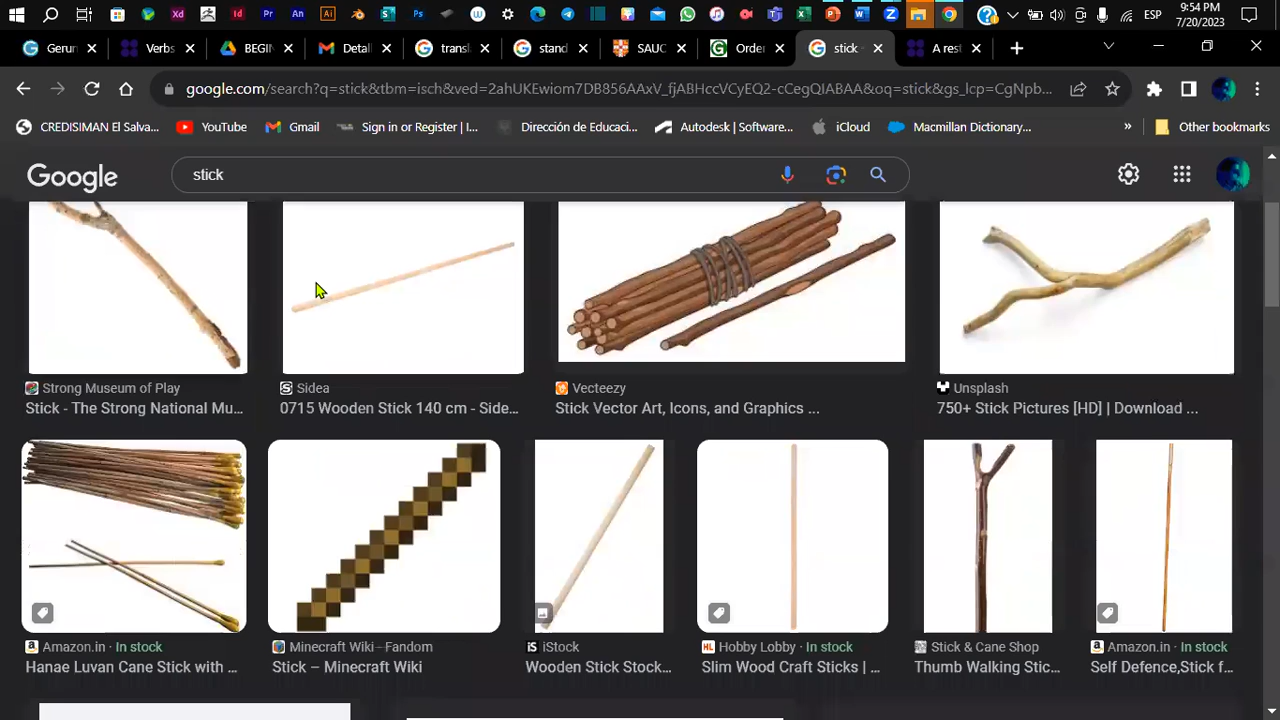 Xd Id Pr An Ai Ps W ESP 9:54 PM
7/20/2023
Gerun Verbs BEGIN Detail transl stand SAUC Order stick A rest
google.com/search?q=stick&tbm=isch&ved=2ahUKEwiom7DB856AAxV_fjABHccVCyEQ2-cCegQIABAA&oq=stick&gs_lcp=CgNpb...
CREDISIMAN El Salva... YouTube Gmail Sign in or Register | I... Dirección de Educaci... Autodesk | Software... iCloud Macmillan Dictionary... » Other bookmarks
Google stick
Strong Museum of Play
Stick - The Strong National Mu...
Sidea
0715 Wooden Stick 140 cm - Side...
Vecteezy
Stick Vector Art, Icons, and Graphics ...
Unsplash
750+ Stick Pictures [HD] | Download ...
Amazon.in · In stock
Hanae Luvan Cane Stick with ...
Minecraft Wiki - Fandom
Stick – Minecraft Wiki
iStock
Wooden Stick Stock...
Hobby Lobby · In stock
Slim Wood Craft Sticks | ...
Stick & Cane Shop
Thumb Walking Stic...
Amazon.in · In stock
Self Defence,Stick f...